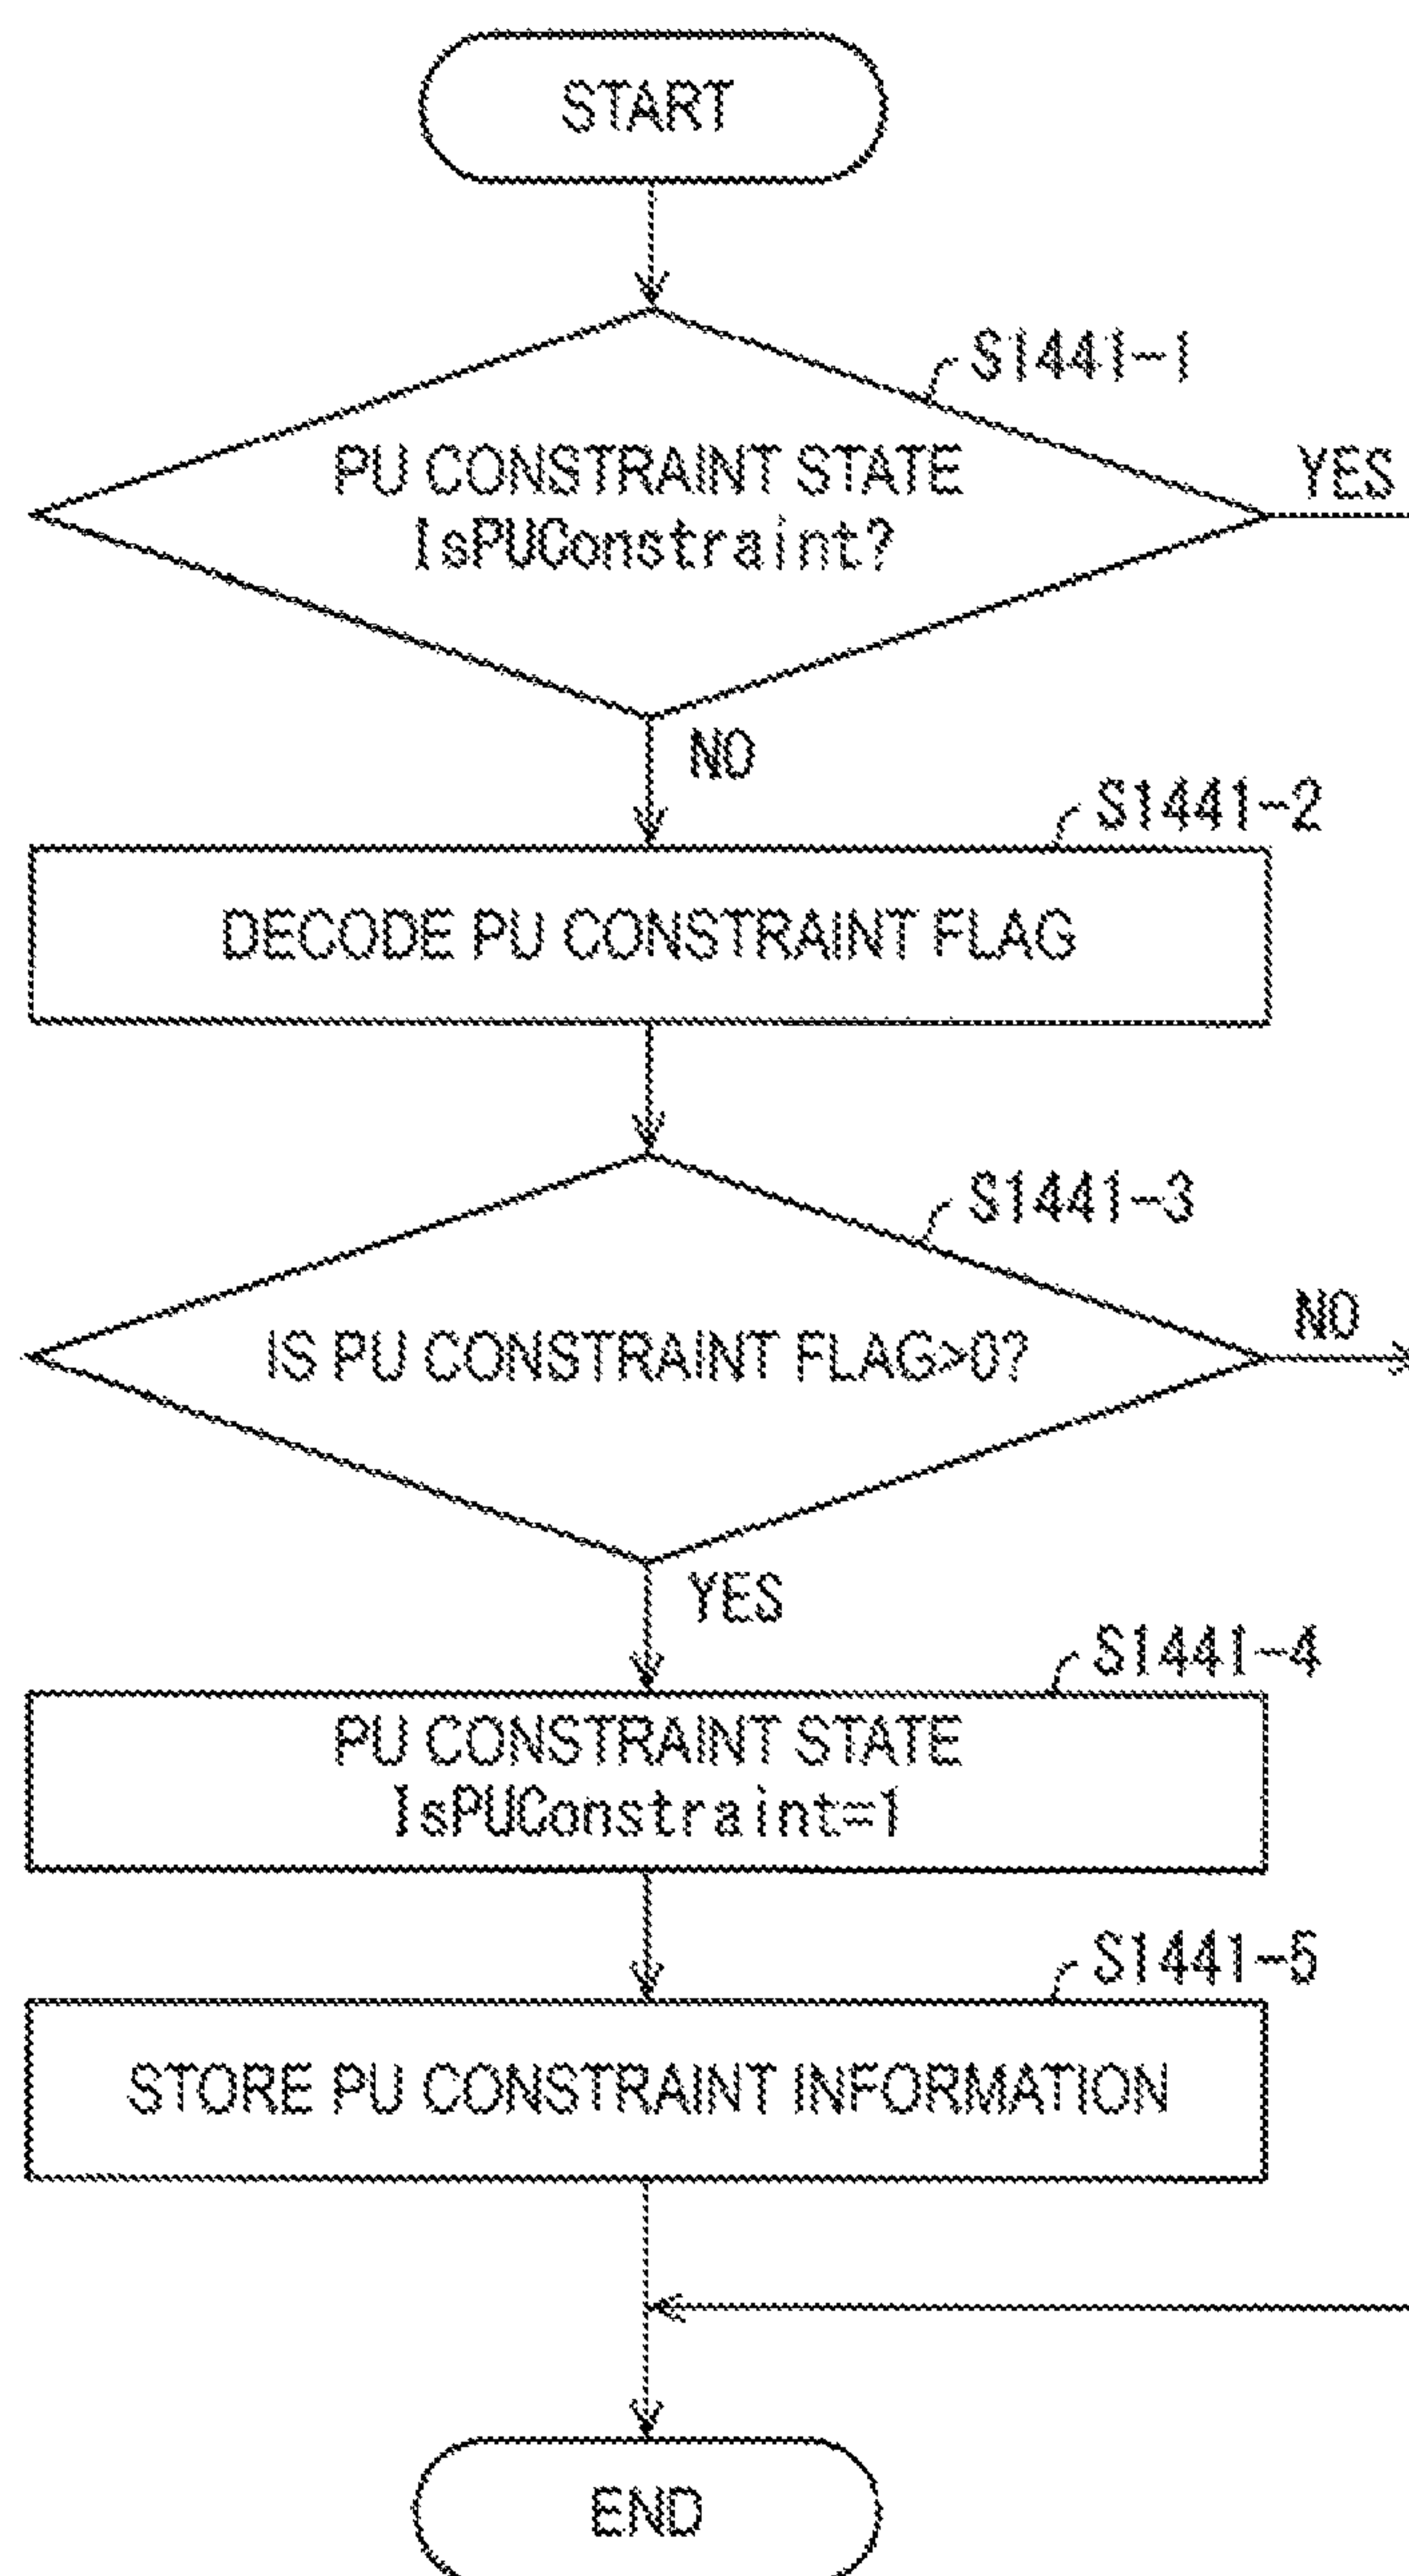 START
S1441-1
PU CONSTRAINT STATE
IsPUConstraint?
YES
NO
S1441-2
DECODE PU CONSTRAINT FLAG
S1441-3
IS PU CONSTRAINT FLAG>0?
NO
YES
S1441-4
PU CONSTRAINT STATE
IsPUConstraint=1
S1441-5
STORE PU CONSTRAINT INFORMATION
END